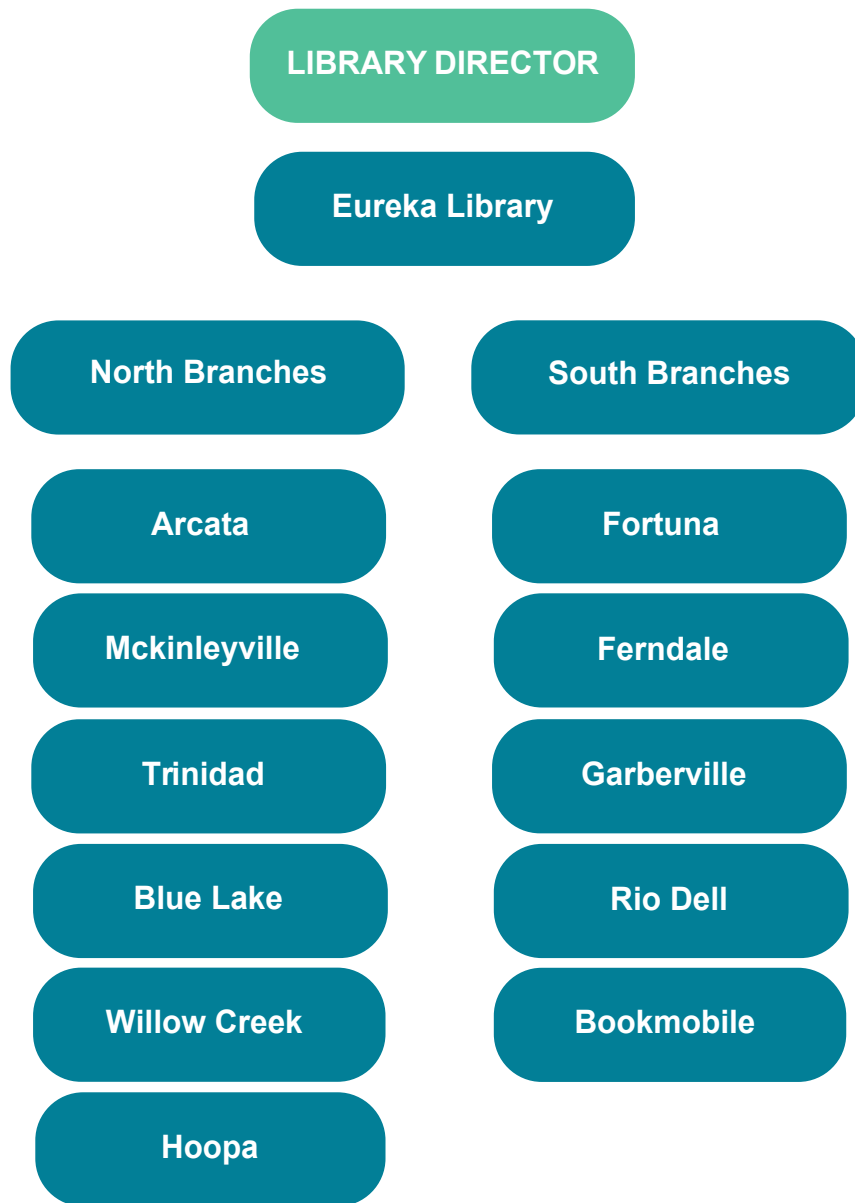 LIBRARY DIRECTOR
Eureka Library
North Branches
South Branches
Arcata
Fortuna
Mckinleyville
Ferndale
Trinidad
Garberville
Blue Lake
Rio Dell
Willow Creek
Bookmobile
Hoopa